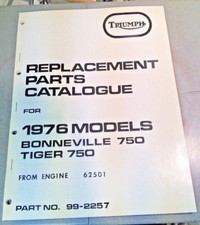 TRIUMPH
REPLACEMENT
PARTS
CATALOGUE
FOR
1976 MODELS
BONNEVILLE 750
TIGER 750
FROM ENGINE 62501
PART NO. 99-2257